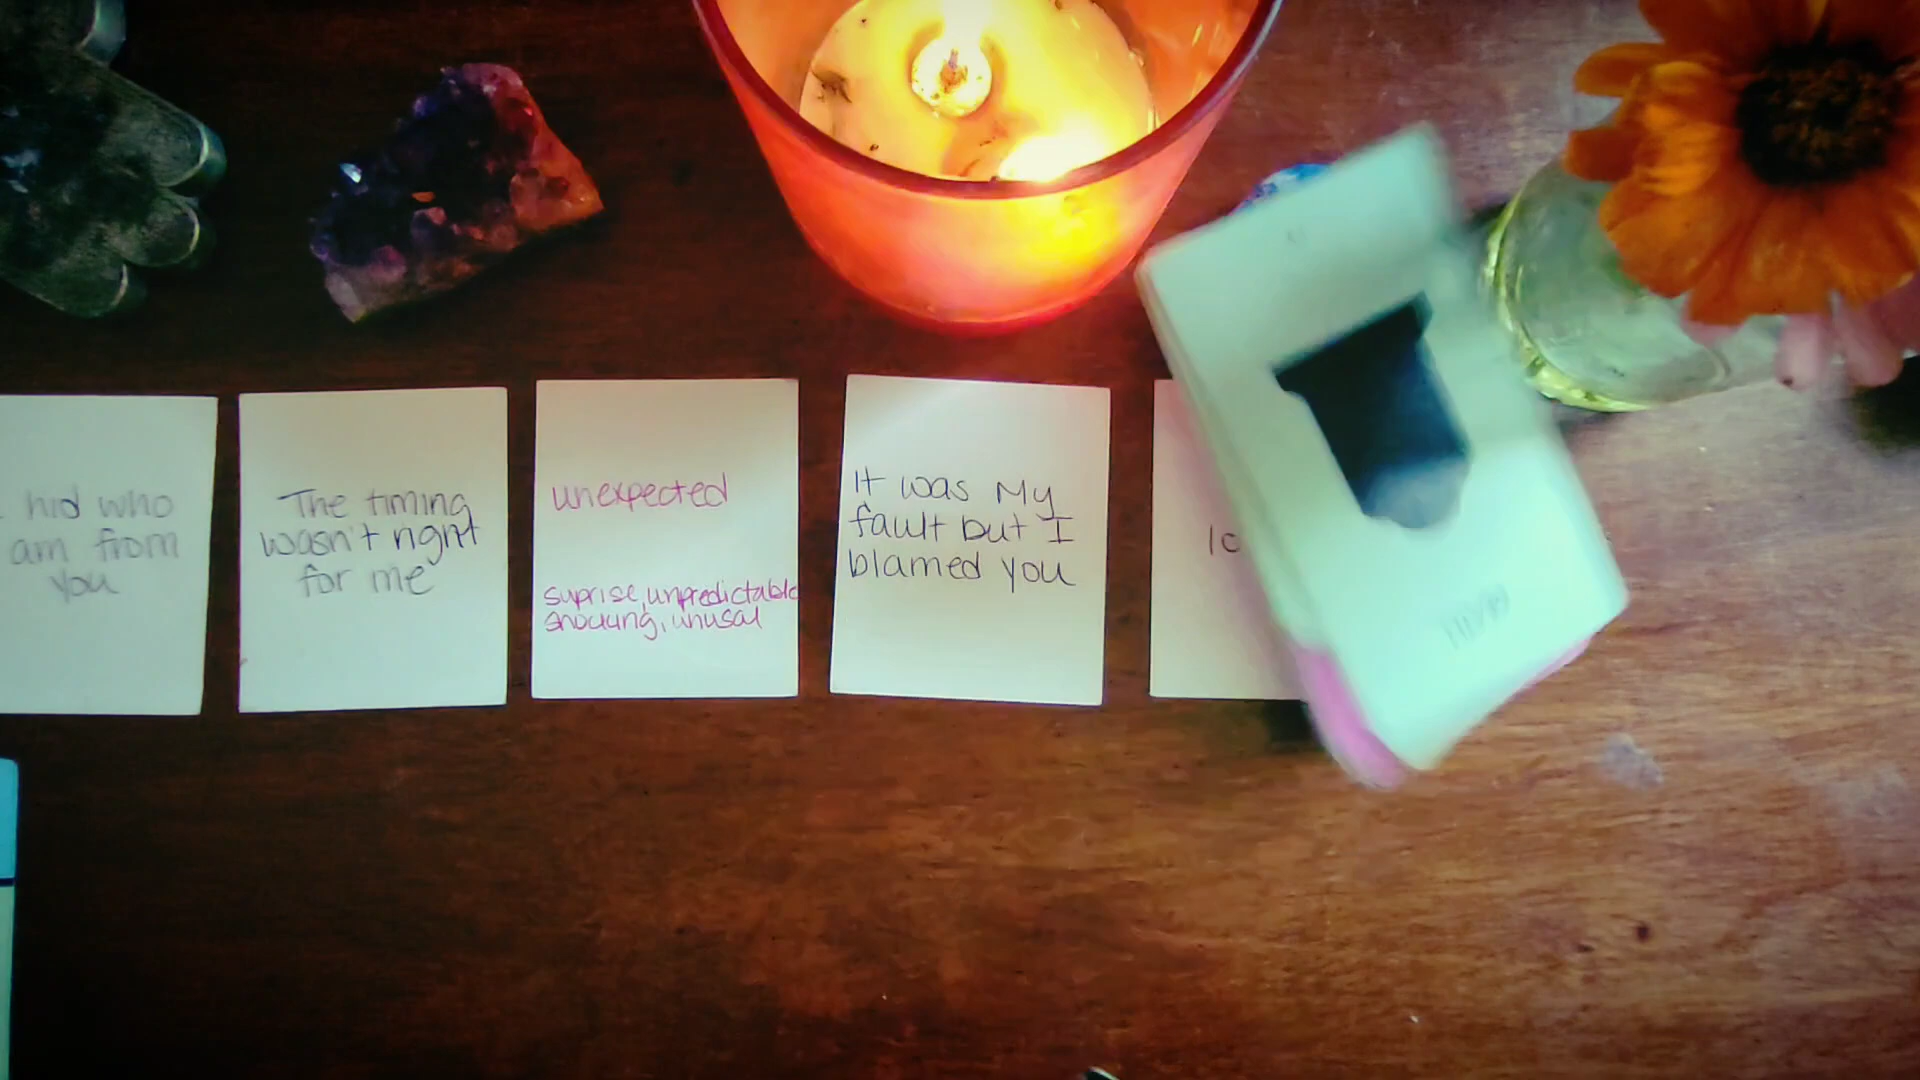 hid who
am from
you
The timing
wasn't right
for me
unexpected
suprise, unpredictable
shocking, unusal
It was My
fault but I
blamed you